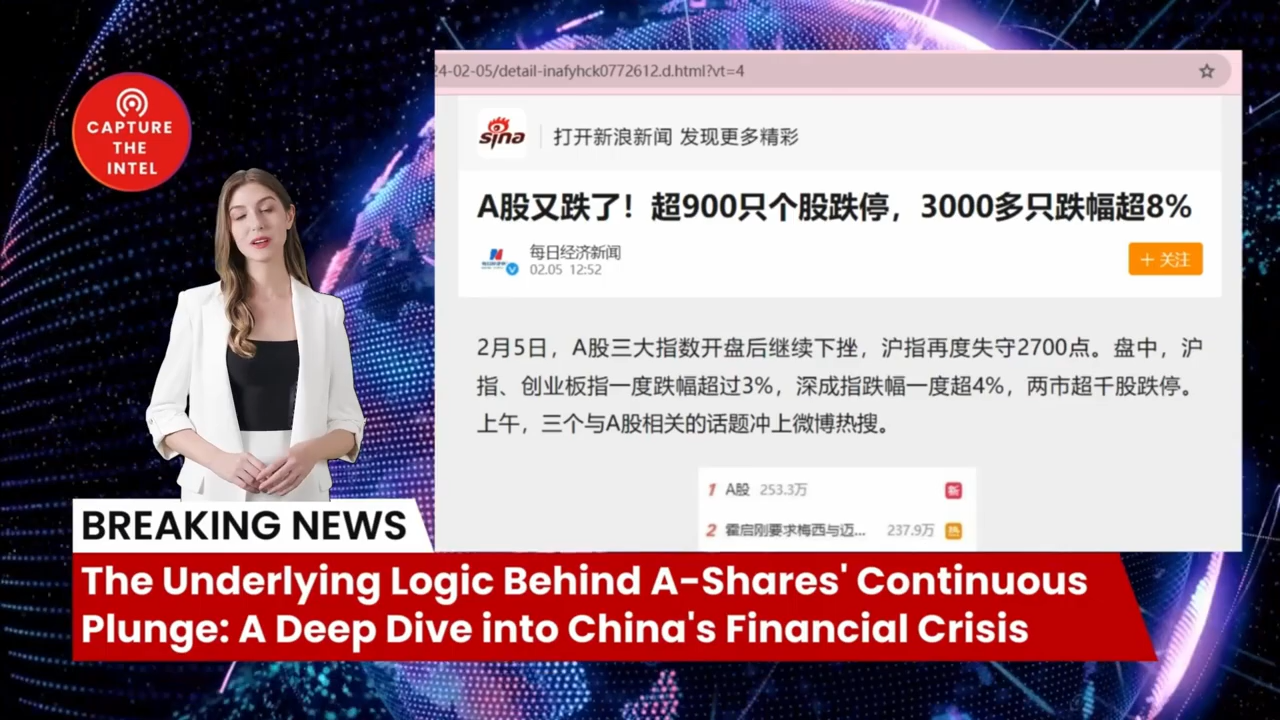 CAPTURE
THE
INTEL
24-02-05/detail-inafyhck0772612.d.html?vt=4
sina
打开新浪新闻 发现更多精彩
A股又跌了！超900只个股跌停，3000多只跌幅超8%
每日经济新闻
02.05 12:52
+ 关注
2月5日，A股三大指数开盘后继续下挫，沪指再度失守2700点。盘中，沪
指、创业板指一度跌幅超过3%，深成指跌幅一度超4%，两市超千股跌停。
上午，三个与A股相关的话题冲上微博热搜。
1 A股 253.3万 新
2 霍启刚要求梅西与迈... 237.9万 热
BREAKING NEWS
The Underlying Logic Behind A-Shares' Continuous
Plunge: A Deep Dive into China's Financial Crisis